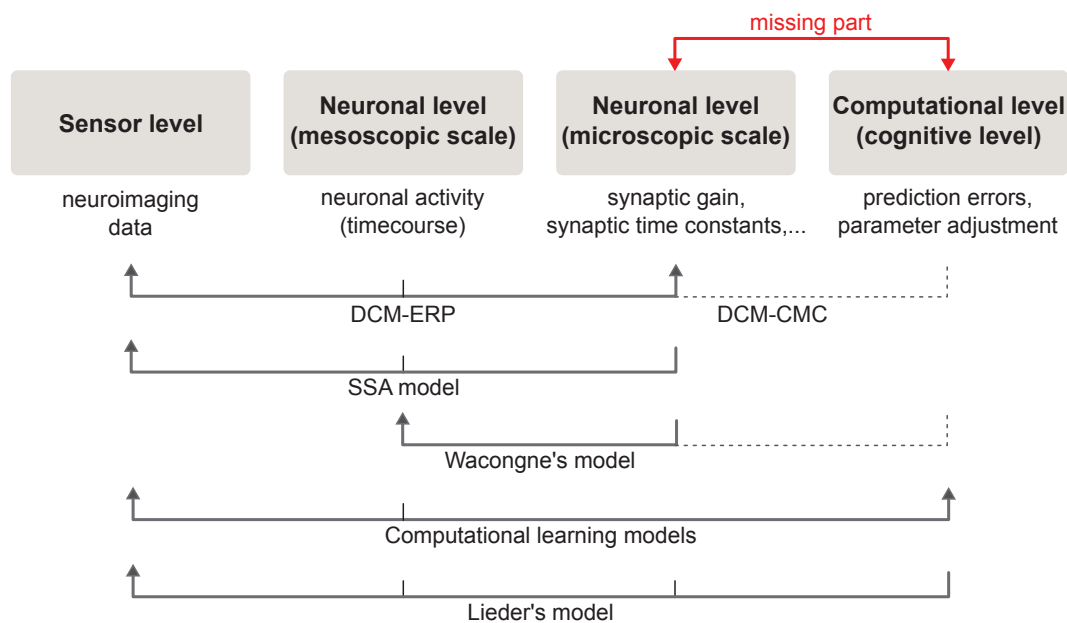 missing part
Sensor level
Neuronal level
(mesoscopic scale)
Neuronal level
(microscopic scale)
Computational level
(cognitive level)
neuroimaging
data
neuronal activity
(timecourse)
synaptic gain,
synaptic time constants,...
prediction errors,
parameter adjustment
DCM-ERP
DCM-CMC
SSA model
Wacongne's model
Computational learning models
Lieder's model